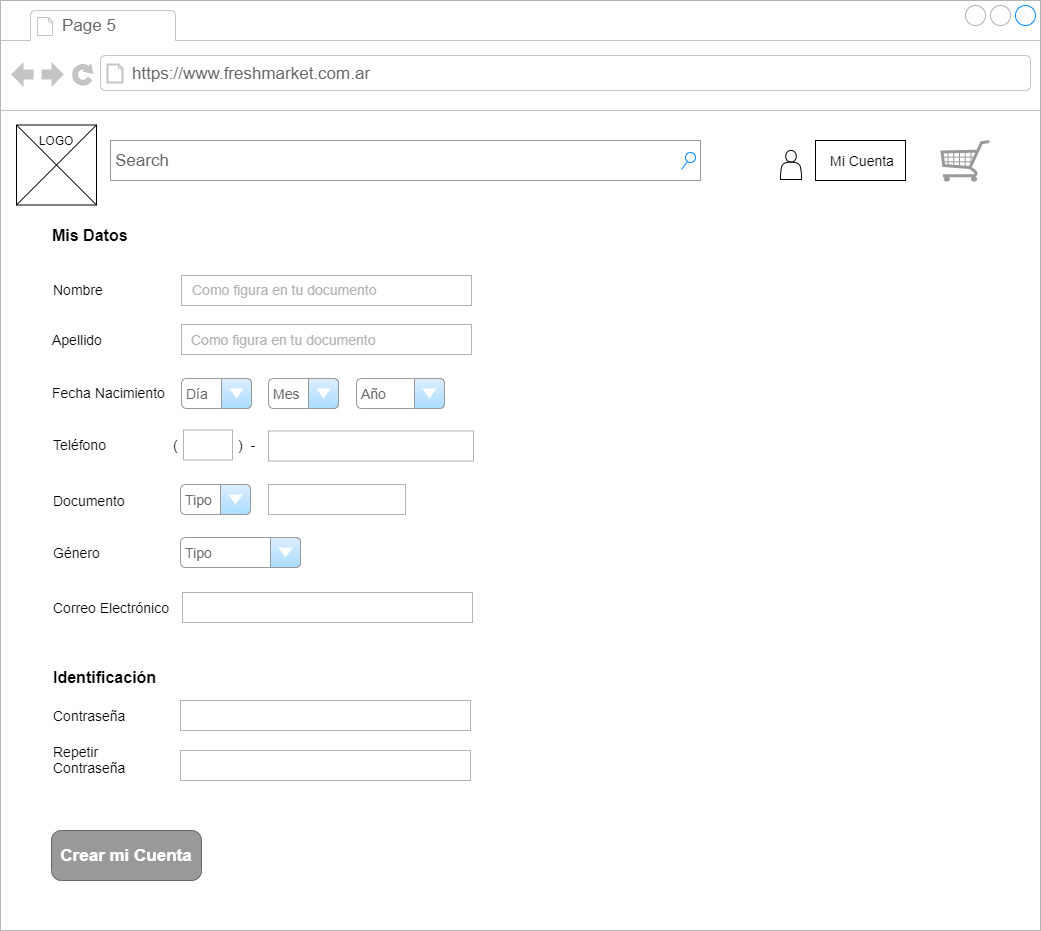 Page 5
https://www.freshmarket.com.ar
LOGO
Search
Mi Cuenta
Mis Datos
Nombre
Como figura en tu documento
Apellido
Como figura en tu documento
Fecha Nacimiento
Día
Mes
Año
Teléfono
( ) -
Documento
Tipo
Género
Tipo
Correo Electrónico
Identificación
Contraseña
Repetir
Contraseña
Crear mi Cuenta